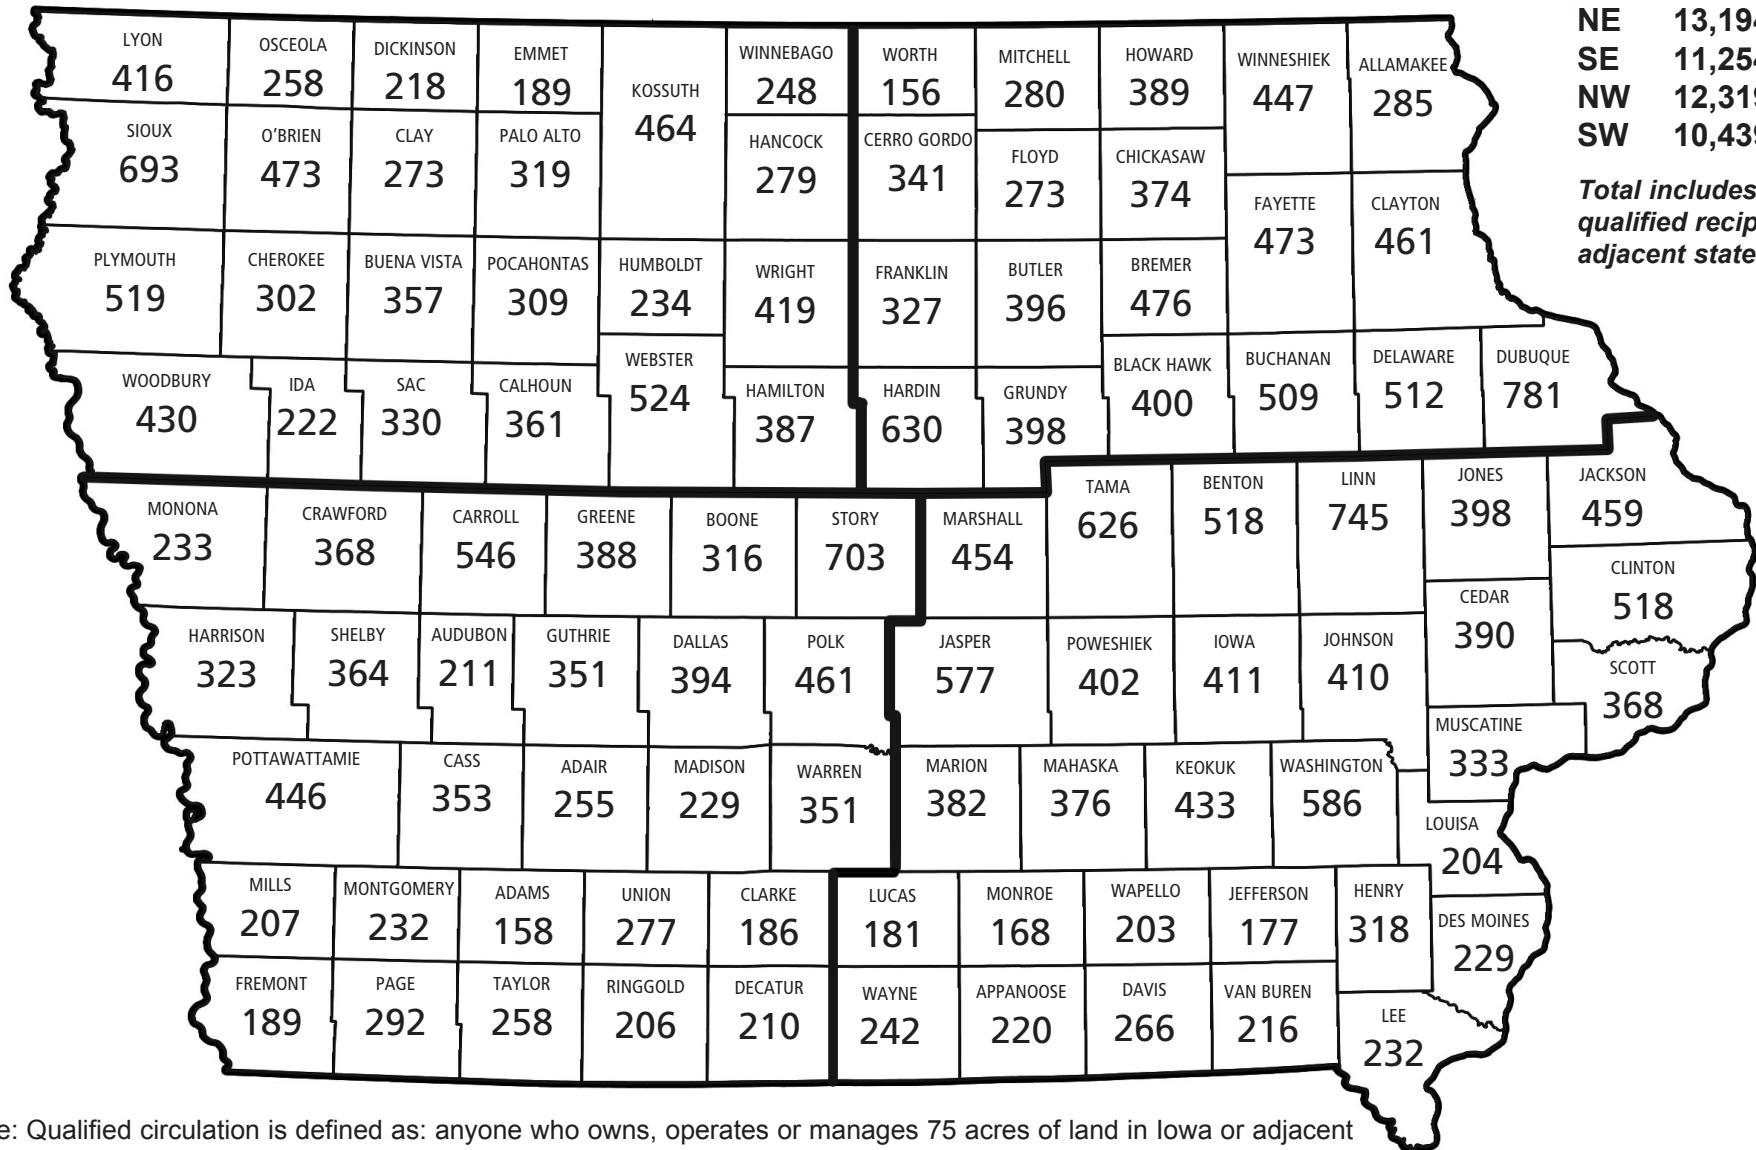 LYON
416
OSCEOLA
258
DICKINSON
218
EMMET
189
KOSSUTH
464
WINNEBAGO
248
WORTH
156
MITCHELL
280
HOWARD
389
WINNESHIEK
447
ALLAMAKEE
285
NE 13,194
SE 11,254
NW 12,319
SW 10,439
Total includes
qualified recip
adjacent state
SIOUX
693
O'BRIEN
473
CLAY
273
PALO ALTO
319
HANCOCK
279
CERRO GORDO
341
FLOYD
273
CHICKASAW
374
FAYETTE
473
CLAYTON
461
PLYMOUTH
519
CHEROKEE
302
BUENA VISTA
357
POCAHONTAS
309
HUMBOLDT
234
WRIGHT
419
FRANKLIN
327
BUTLER
396
BREMER
476
WOODBURY
430
IDA
222
SAC
330
CALHOUN
361
WEBSTER
524
HAMILTON
387
HARDIN
630
GRUNDY
398
BLACK HAWK
400
BUCHANAN
509
DELAWARE
512
DUBUQUE
781
MONONA
233
CRAWFORD
368
CARROLL
546
GREENE
388
BOONE
316
STORY
703
MARSHALL
454
TAMA
626
BENTON
518
LINN
745
JONES
398
JACKSON
459
CLINTON
518
CEDAR
390
HARRISON
323
SHELBY
364
AUDUBON
211
GUTHRIE
351
DALLAS
394
POLK
461
JASPER
577
POWESHIEK
402
IOWA
411
JOHNSON
410
SCOTT
368
MUSCATINE
333
POTTAWATTAMIE
446
CASS
353
ADAIR
255
MADISON
229
WARREN
351
MARION
382
MAHASKA
376
KEOKUK
433
WASHINGTON
586
LOUISA
204
MILLS
207
MONTGOMERY
232
ADAMS
158
UNION
277
CLARKE
186
LUCAS
181
MONROE
168
WAPELLO
203
JEFFERSON
177
HENRY
318
DES MOINES
229
FREMONT
189
PAGE
292
TAYLOR
258
RINGGOLD
206
DECATUR
210
WAYNE
242
APPANOOSE
220
DAVIS
266
VAN BUREN
216
LEE
232
e: Qualified circulation is defined as: anyone who owns, operates or manages 75 acres of land in Iowa or adjacent